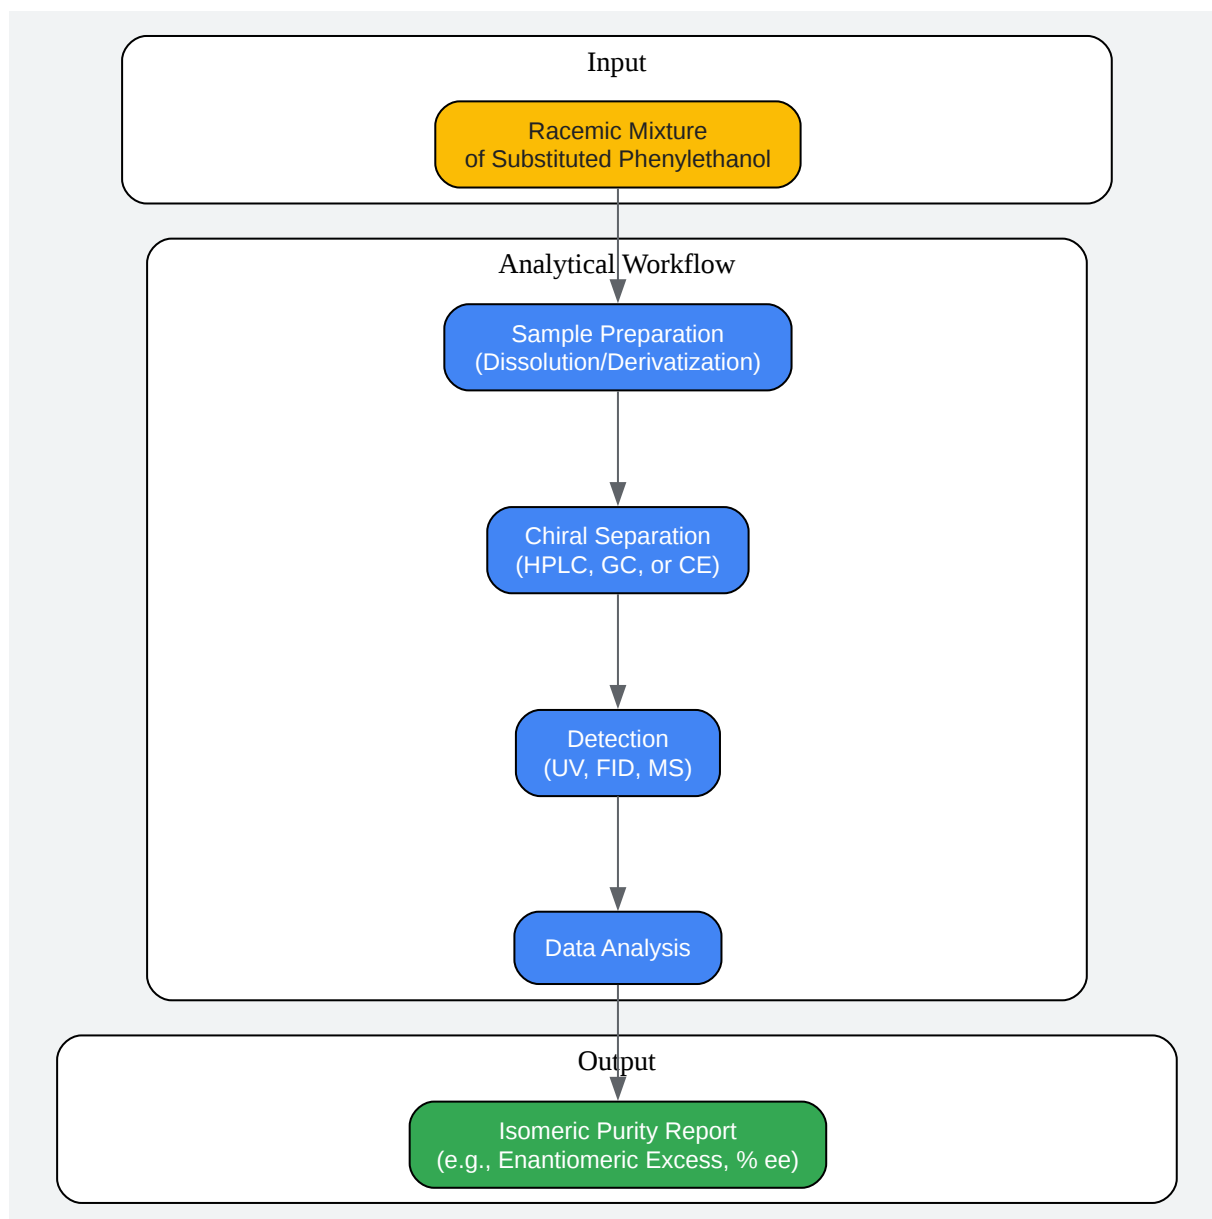 Input
Racemic Mixture
of Substituted Phenylethanol
Analytical Workflow
Sample Preparation
(Dissolution/Derivatization)
Chiral Separation
(HPLC, GC, or CE)
Detection
(UV, FID, MS)
Data Analysis
Output
Isomeric Purity Report
(e.g., Enantiomeric Excess, % ee)